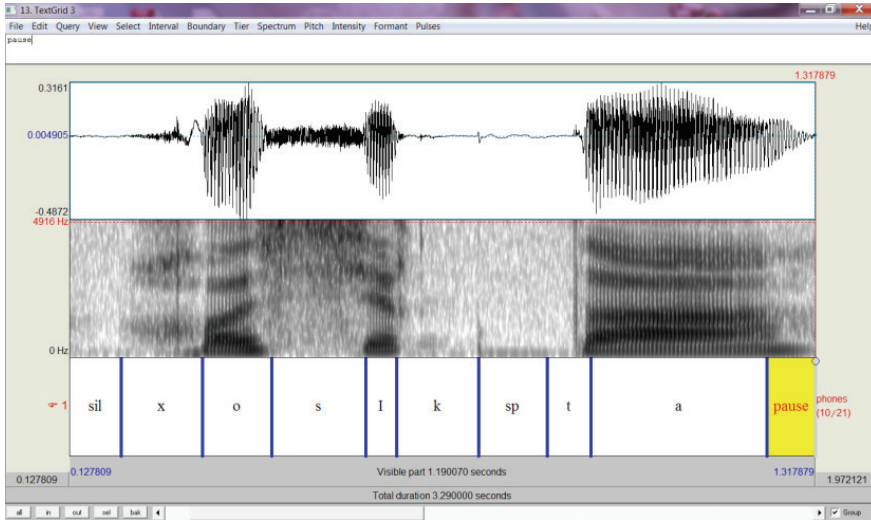 13. TextGrid 3
File Edit Query View Select Interval Boundary Tier Spectrum Pitch Intensity Formant Pulses Help
pause
1.317879
0.3161
0.004905
-0.4872
4916 Hz
0 Hz
☞ 1 sil x o s I k sp t a pause phones
(10/21)
0.127809 Visible part 1.190070 seconds 1.317879
0.127809 1.972121
Total duration 3.290000 seconds
all in out sel bak Group